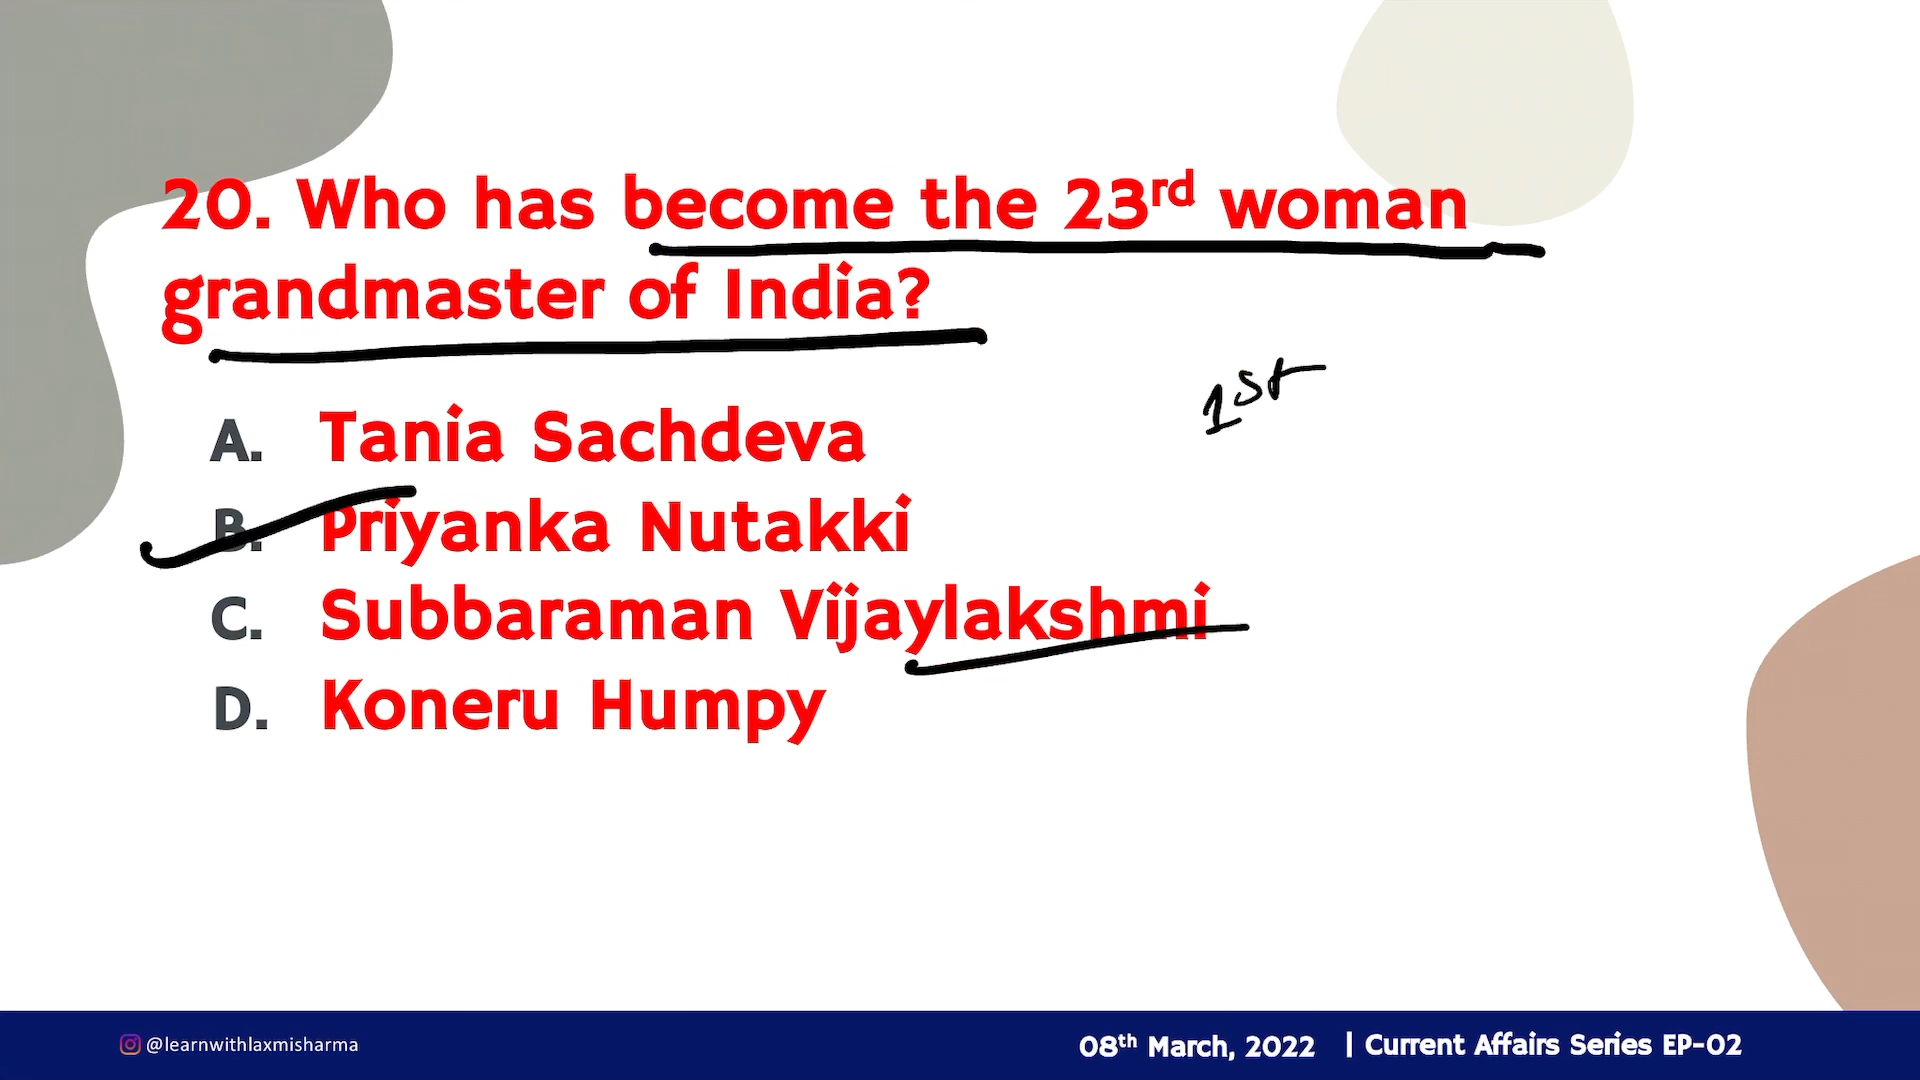 20. Who has become the 23rd woman
grandmaster of India?
1st
A. Tania Sachdeva
B. Priyanka Nutakki
C. Subbaraman Vijaylakshmi
D. Koneru Humpy
@learnwithlaxmisharma
08th March, 2022 | Current Affairs Series EP-02